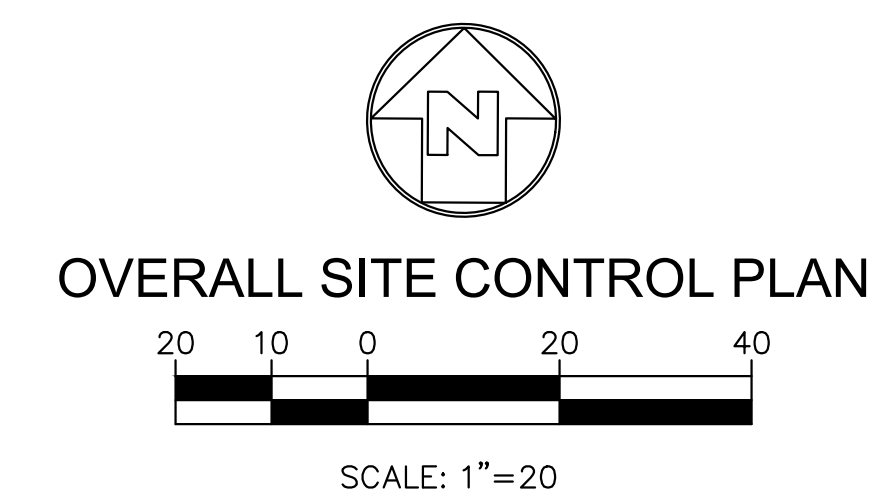 N
OVERALL SITE CONTROL PLAN
20 10 0 20 40
SCALE: 1”=20